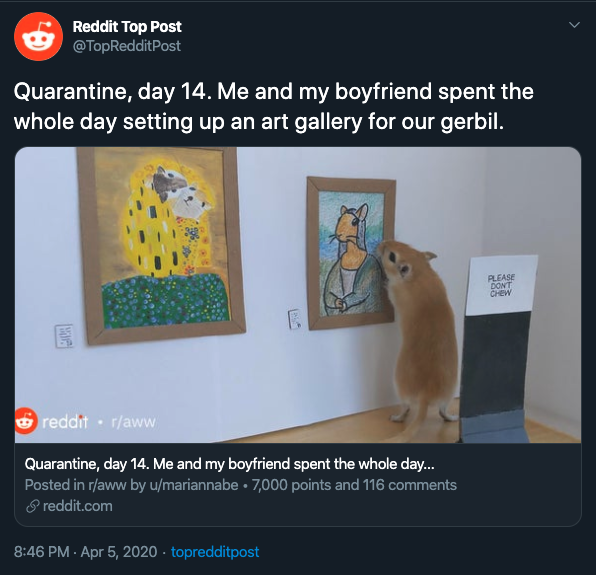 Reddit Top Post
@TopRedditPost
Quarantine, day 14. Me and my boyfriend spent the
whole day setting up an art gallery for our gerbil.
PLEASE
DON'T
CHEW
reddit • r/aww
Quarantine, day 14. Me and my boyfriend spent the whole day...
Posted in r/aww by u/mariannabe • 7,000 points and 116 comments
reddit.com
8:46 PM · Apr 5, 2020 · topredditpost